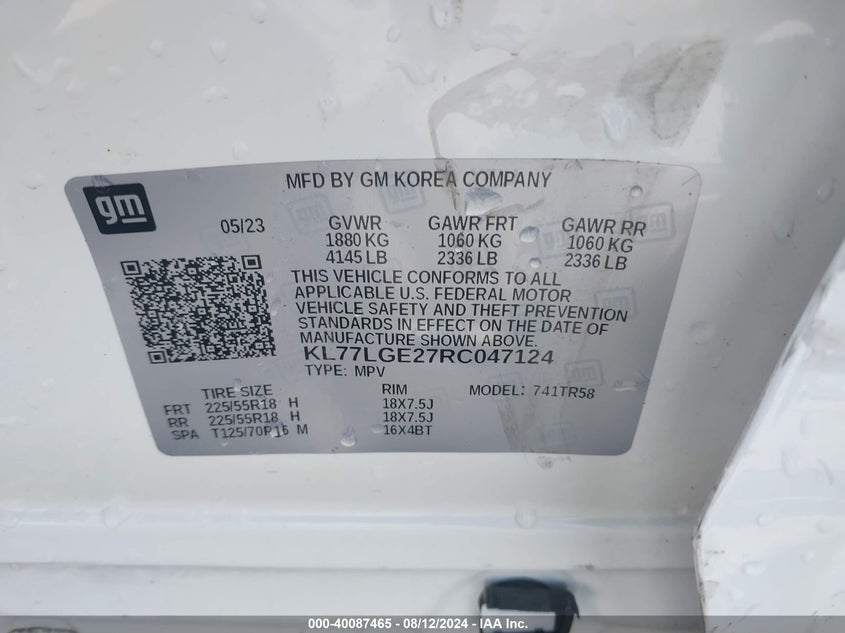 gm
MFD BY GM KOREA COMPANY
05/23 GVWR GAWR FRT GAWR RR
1880 KG 1060 KG 1060 KG
4145 LB 2336 LB 2336 LB
THIS VEHICLE CONFORMS TO ALL
APPLICABLE U.S. FEDERAL MOTOR
VEHICLE SAFETY AND THEFT PREVENTION
STANDARDS IN EFFECT ON THE DATE OF
MANUFACTURE SHOWN ABOVE.
KL77LGE27RC047124
TYPE: MPV
TIRE SIZE RIM MODEL: 741TR58
FRT 225/55R18 H 18X7.5J
RR 225/55R18 H 18X7.5J
SPA T125/70R16 M 16X4BT
000-40087465 - 08/12/2024 - IAA Inc.